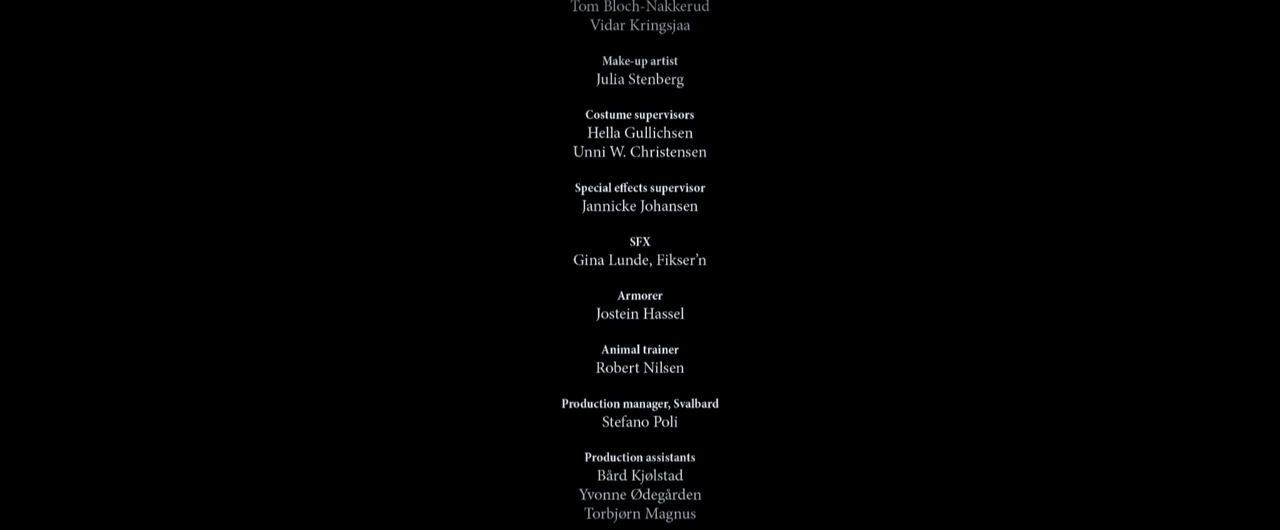 Tom Bloch-Nakkerud
Vidar Kringsjaa
Make-up artist
Julia Stenberg
Costume supervisors
Hella Gullichsen
Unni W. Christensen
Special effects supervisor
Jannicke Johansen
SFX
Gina Lunde, Fikser’n
Armorer
Jostein Hassel
Animal trainer
Robert Nilsen
Production manager, Svalbard
Stefano Poli
Production assistants
Bård Kjølstad
Yvonne Ødegården
Torbjørn Magnus